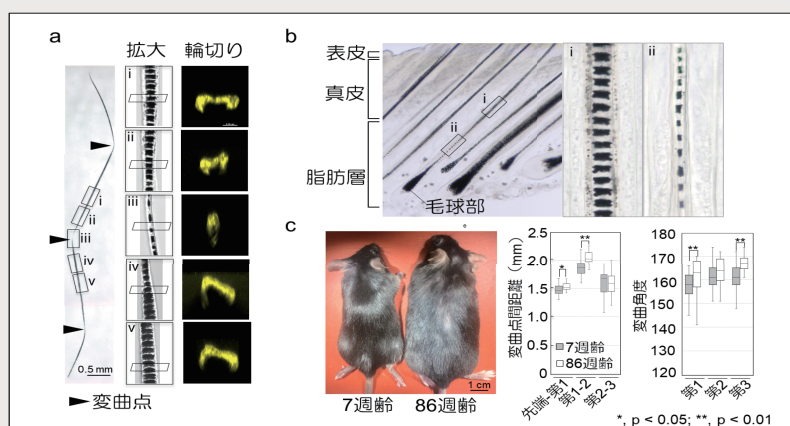 a
拡大
輪切り
i
ii
iii
iv
v
i
ii
iii
iv
v
0.5 mm
変曲点
b
表皮
真皮
脂肪層
毛球部
i
ii
i
ii
c
7週齢
86週齢
1 cm
変曲点間距離（mm）
2.5
2.0
1.5
1.0
0.5
0
*
**
7週齢
86週齢
先端-第1
第1-2
第2-3
変曲角度
180
170
160
150
140
130
120
**
**
第1
第2
第3
*, p < 0.05; **, p < 0.01